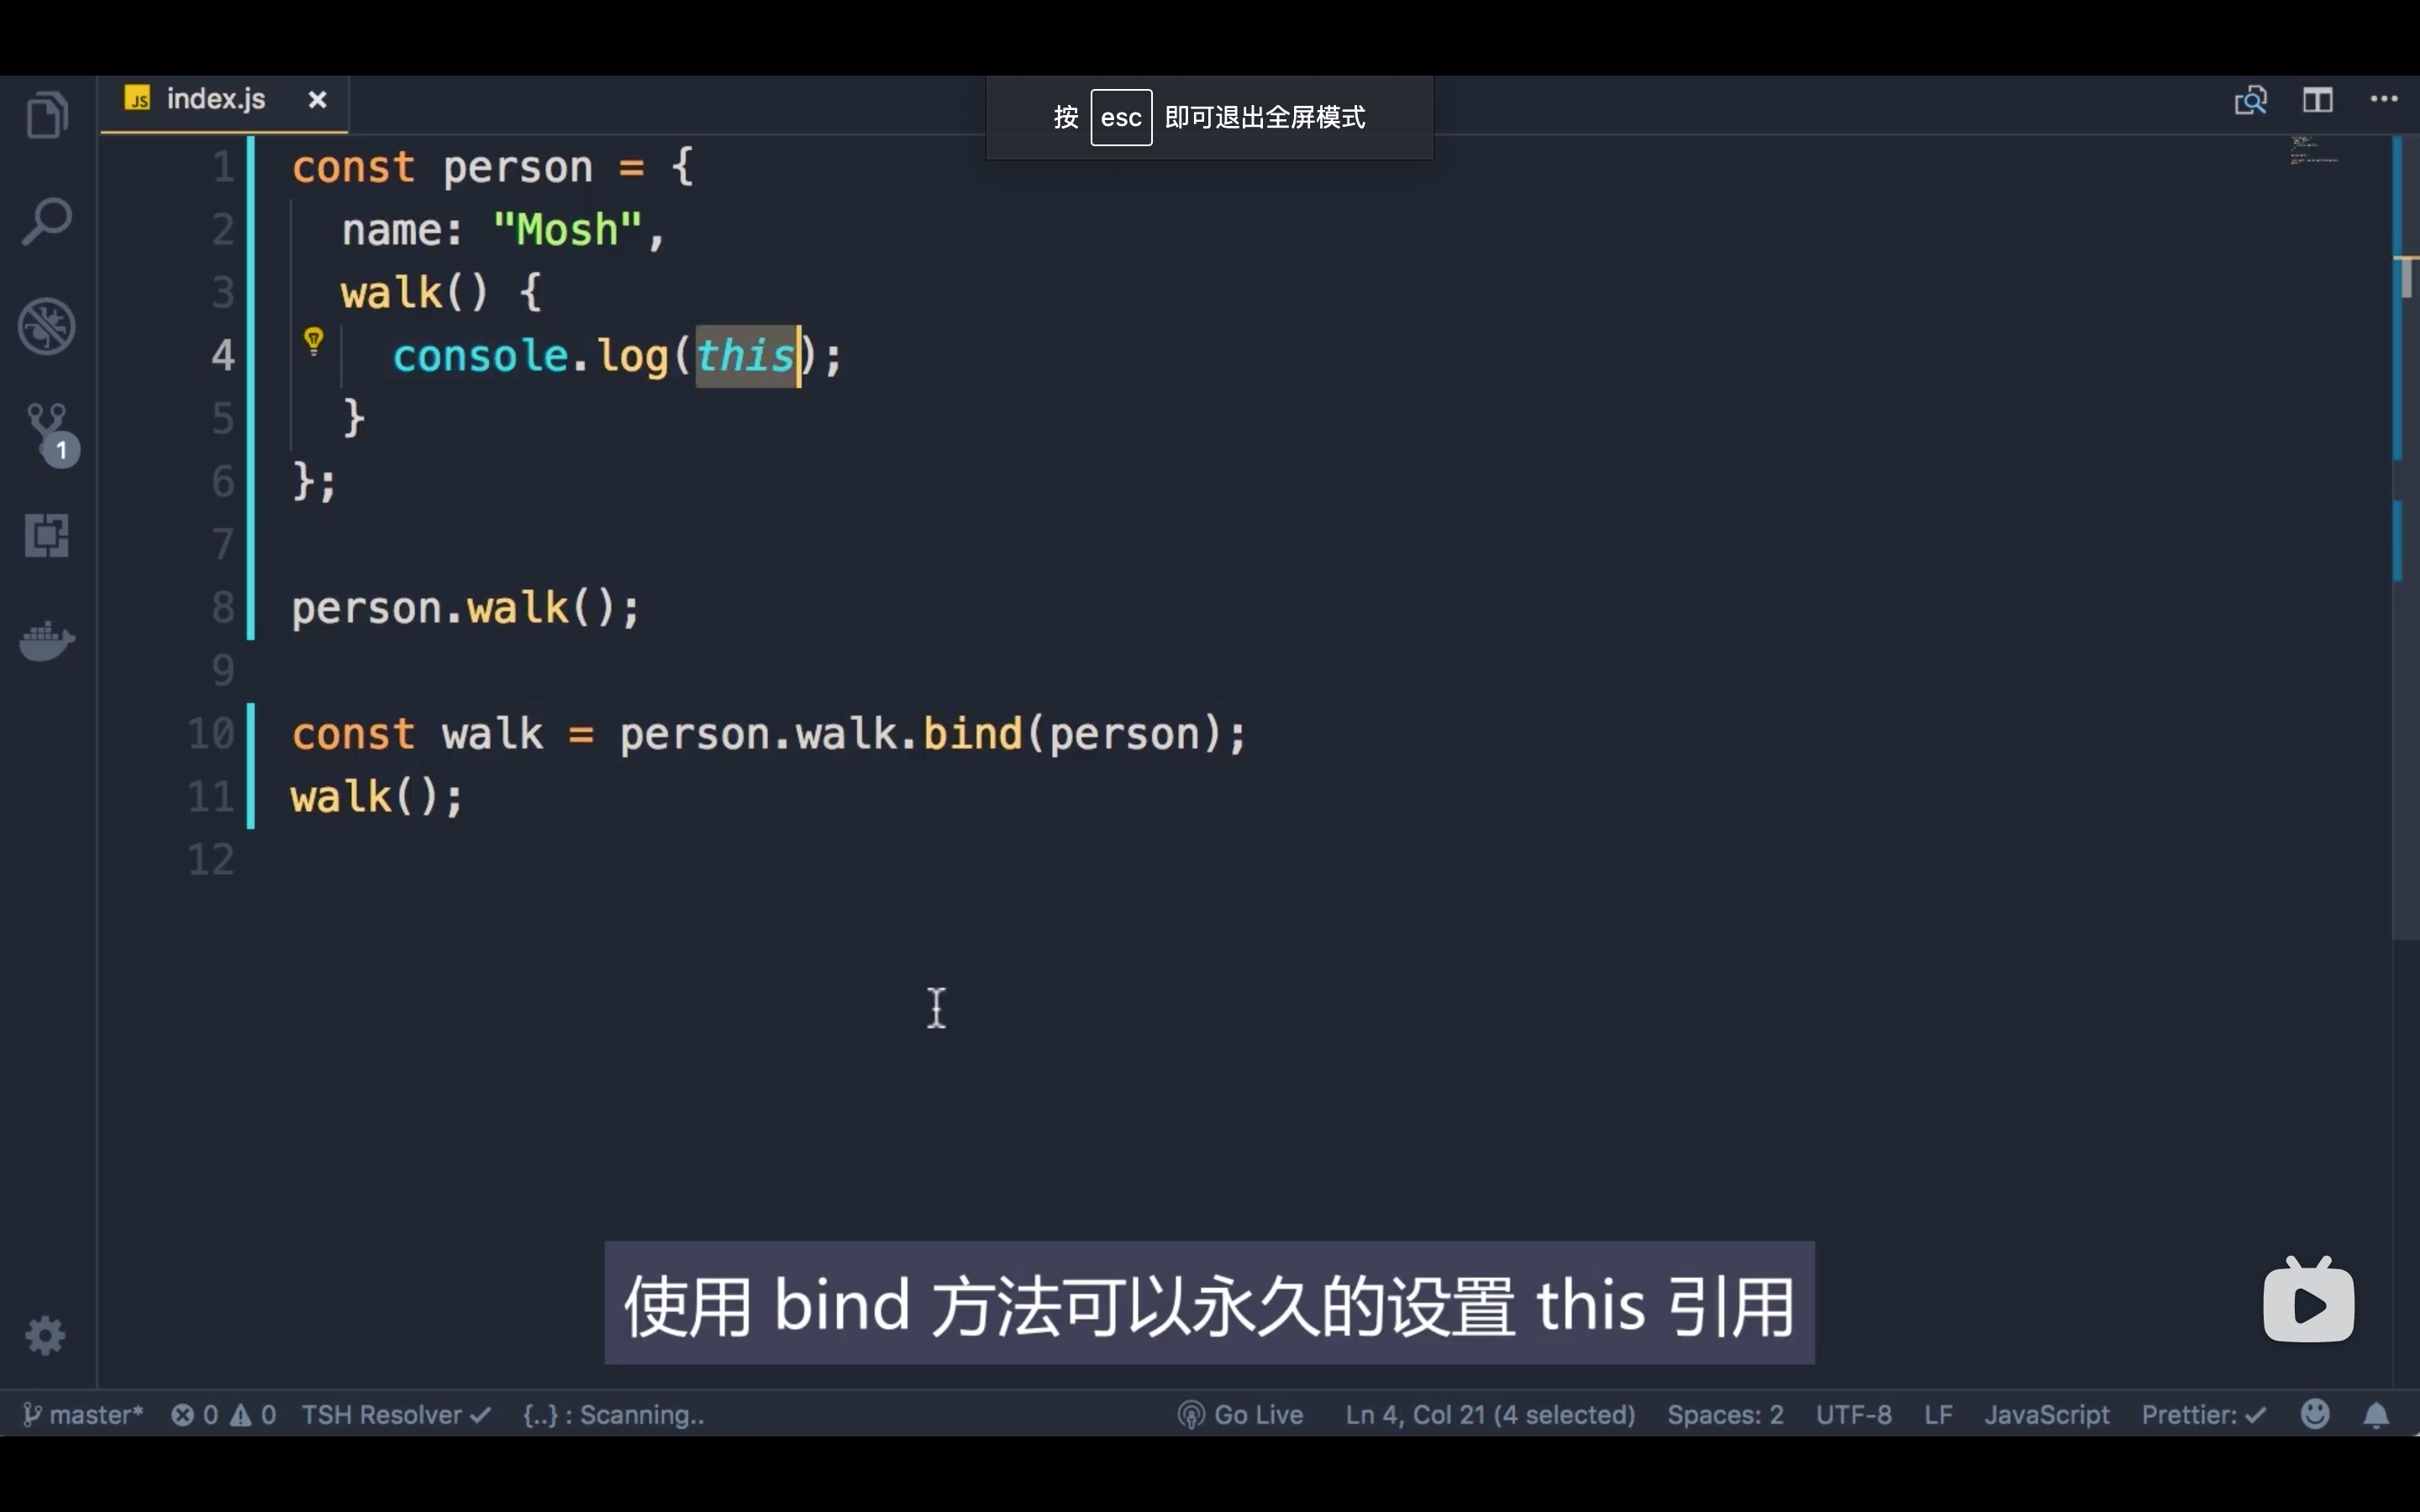 JS index.js
按 esc 即可退出全屏模式
1 const person = {
2 name: "Mosh",
3 walk() {
4 console.log(this);
5 }
6 };
7
8 person.walk();
9
10 const walk = person.walk.bind(person);
11 walk();
12
1
使用 bind 方法可以永久的设置 this 引用
master* 0 0 TSH Resolver {..} : Scanning.. Go Live Ln 4, Col 21 (4 selected) Spaces: 2 UTF-8 LF JavaScript Prettier: